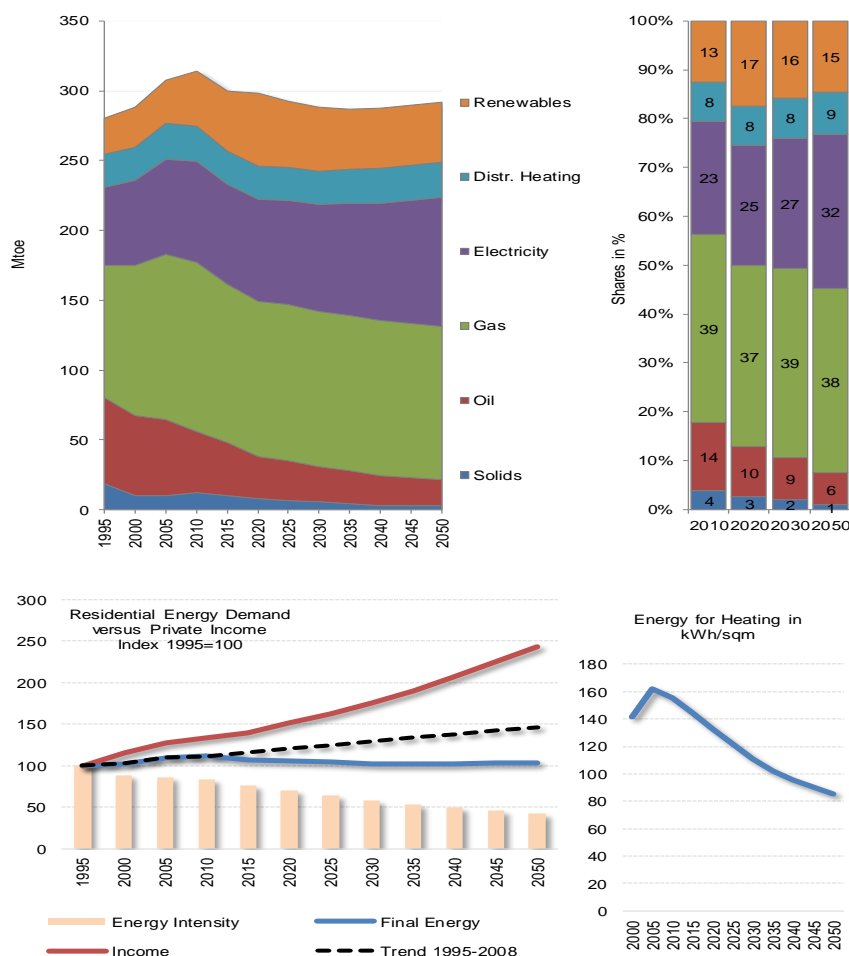 350
300
250
200
150
100
50
0
Mtoe
1995
2000
2005
2010
2015
2020
2025
2030
2035
2040
2045
2050
Renewables
Distr. Heating
Electricity
Gas
Oil
Solids
100%
90%
80%
70%
60%
50%
40%
30%
20%
10%
0%
Shares in %
13 17 16 15
8 8 8 9
23 25 27 32
39 37 39 38
14 10 9 6
4 3 2 1
2010 2020 2030 2050
Residential Energy Demand
versus Private Income
Index 1995=100
300
250
200
150
100
50
0
1995
2000
2005
2010
2015
2020
2025
2030
2035
2040
2045
2050
Energy Intensity
Final Energy
Income
Trend 1995-2008
Energy for Heating in
kWh/sqm
180
160
140
120
100
80
60
40
20
0
2000
2005
2010
2015
2020
2025
2030
2035
2040
2045
2050